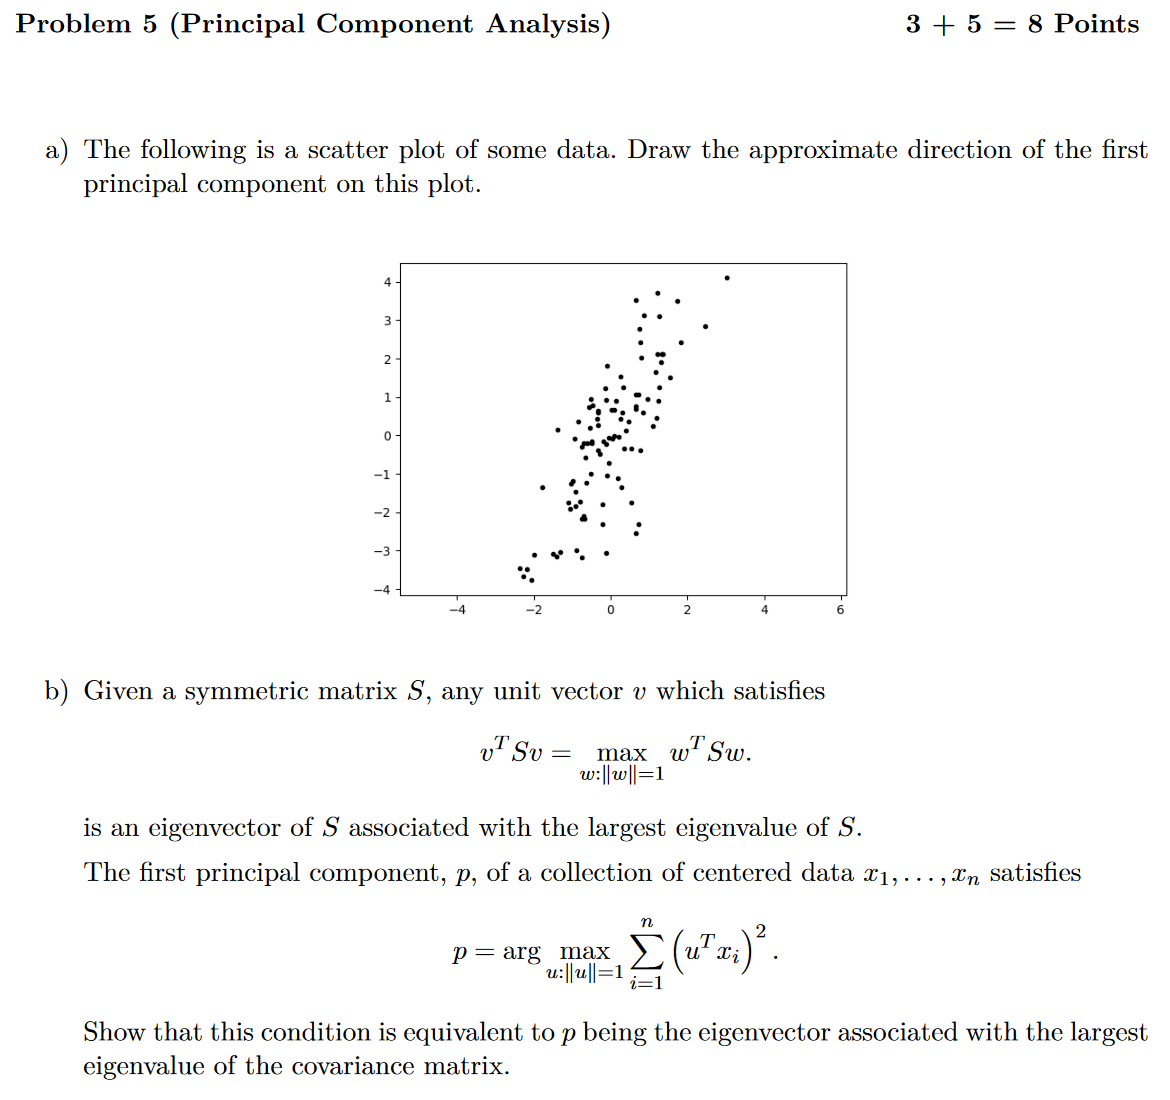 Problem 5 (Principal Component Analysis) 3 + 5 = 8 Points
a) The following is a scatter plot of some data. Draw the approximate direction of the first
principal component on this plot.
4
3
2
1
0
−1
−2
−3
−4
−4 −2 0 2 4 6
b) Given a symmetric matrix S, any unit vector v which satisfies
v^T Sv = max_{w:‖w‖=1} w^T Sw.
is an eigenvector of S associated with the largest eigenvalue of S.
The first principal component, p, of a collection of centered data x_1, . . . , x_n satisfies
p = arg max_{u:‖u‖=1} ∑_{i=1}^{n} (u^T x_i)^2.
Show that this condition is equivalent to p being the eigenvector associated with the largest
eigenvalue of the covariance matrix.